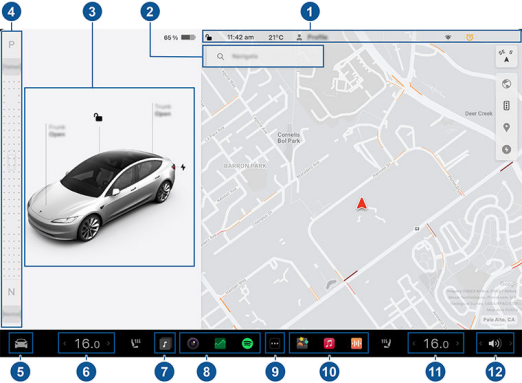 1
2
3
4
65 %
11:42 am
21°C
Profile
P
Navigate
Frunk
Open
Trunk
Open
Deer Creek
Cornelis
Bol Park
BARRON PARK
N
Palo Alto, CA
16.0
16.0
5
6
7
8
9
10
11
12